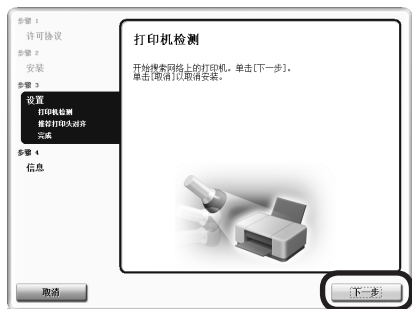 步骤 1
许可协议
步骤 2
安装
步骤 3
设置
打印机检测
推荐打印头对齐
完成
步骤 4
信息
打印机检测
开始搜索网络上的打印机。单击[下一步]。
单击[取消]以取消安装。
取消
下一步